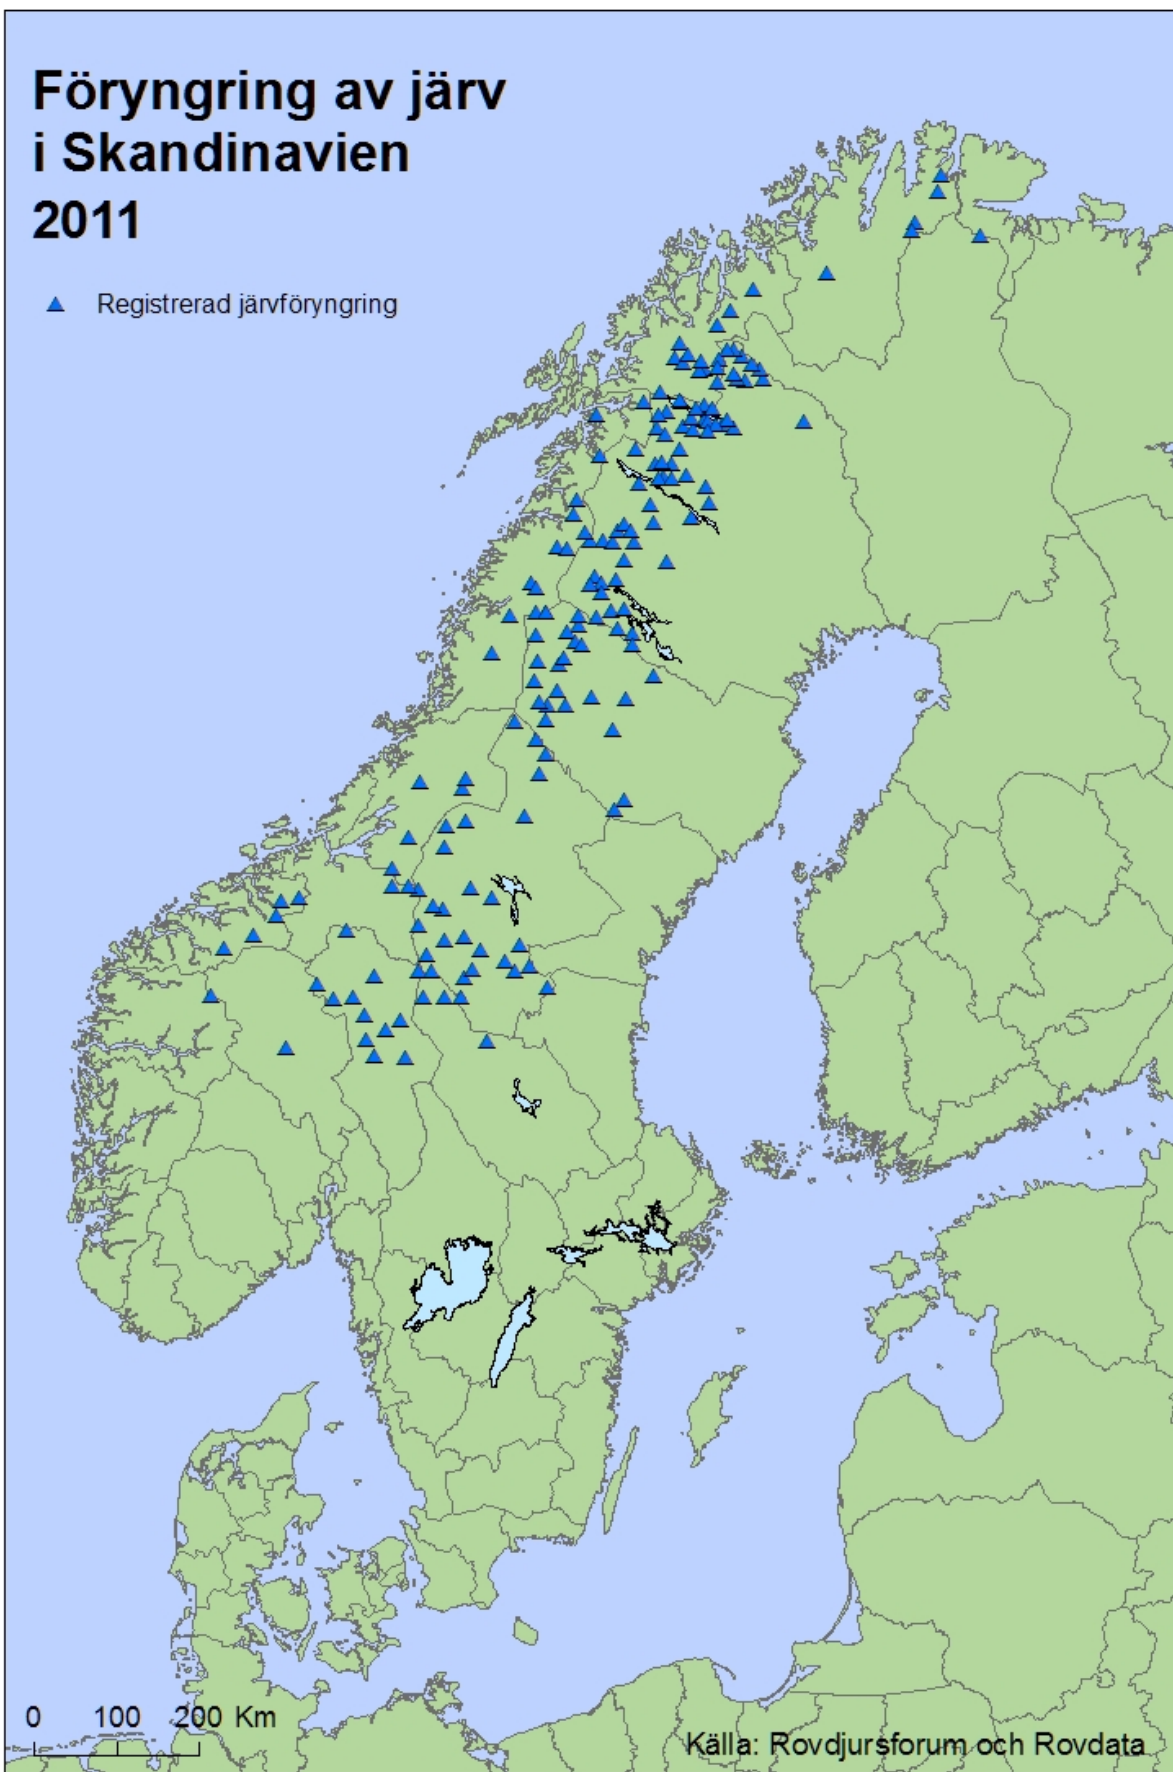 Föryngring av järv
i Skandinavien
2011
Registrerad järvföryngring
0 100 200 Km
Källa: Rovdjursforum och Rovdata